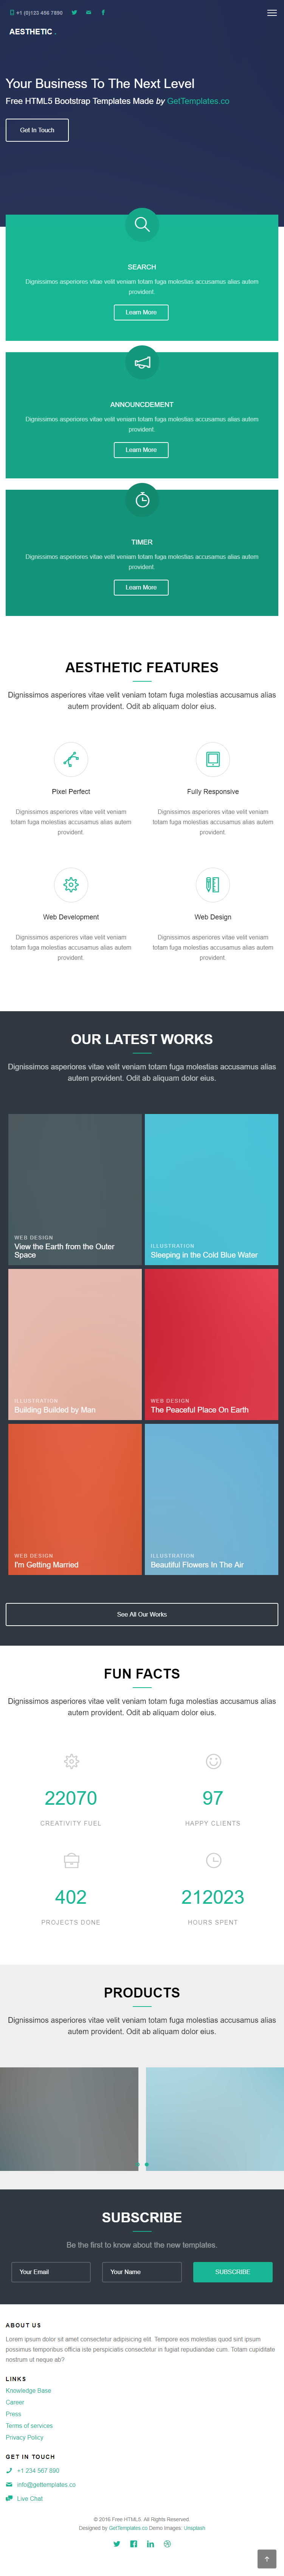 +1 (0)123 456 7890
AESTHETIC .
Your Business To The Next Level
Free HTML5 Bootstrap Templates Made by GetTemplates.co
Get In Touch
SEARCH
Dignissimos asperiores vitae velit veniam totam fuga molestias accusamus alias autem
provident.
Learn More
ANNOUNCDEMENT
Dignissimos asperiores vitae velit veniam totam fuga molestias accusamus alias autem
provident.
Learn More
TIMER
Dignissimos asperiores vitae velit veniam totam fuga molestias accusamus alias autem
provident.
Learn More
AESTHETIC FEATURES
Dignissimos asperiores vitae velit veniam totam fuga molestias accusamus alias
autem provident. Odit ab aliquam dolor eius.
Pixel Perfect
Dignissimos asperiores vitae velit veniam
totam fuga molestias accusamus alias autem
provident.
Fully Responsive
Dignissimos asperiores vitae velit veniam
totam fuga molestias accusamus alias autem
provident.
Web Development
Dignissimos asperiores vitae velit veniam
totam fuga molestias accusamus alias autem
provident.
Web Design
Dignissimos asperiores vitae velit veniam
totam fuga molestias accusamus alias autem
provident.
OUR LATEST WORKS
Dignissimos asperiores vitae velit veniam totam fuga molestias accusamus alias
autem provident. Odit ab aliquam dolor eius.
WEB DESIGN
View the Earth from the Outer
Space
ILLUSTRATION
Sleeping in the Cold Blue Water
ILLUSTRATION
Building Builded by Man
WEB DESIGN
The Peaceful Place On Earth
WEB DESIGN
I'm Getting Married
ILLUSTRATION
Beautiful Flowers In The Air
See All Our Works
FUN FACTS
Dignissimos asperiores vitae velit veniam totam fuga molestias accusamus alias
autem provident. Odit ab aliquam dolor eius.
22070
CREATIVITY FUEL
97
HAPPY CLIENTS
402
PROJECTS DONE
212023
HOURS SPENT
PRODUCTS
Dignissimos asperiores vitae velit veniam totam fuga molestias accusamus alias
autem provident. Odit ab aliquam dolor eius.
SUBSCRIBE
Be the first to know about the new templates.
Your Email
Your Name
SUBSCRIBE
ABOUT US
Lorem ipsum dolor sit amet consectetur adipisicing elit. Tempore eos molestias quod sint ipsum
possimus temporibus officia iste perspiciatis consectetur in fugiat repudiandae cum. Totam cupiditate
nostrum ut neque ab?
LINKS
Knowledge Base
Career
Press
Terms of services
Privacy Policy
GET IN TOUCH
+1 234 567 890
info@gettemplates.co
Live Chat
© 2016 Free HTML5. All Rights Reserved.
Designed by GetTemplates.co Demo Images: Unsplash